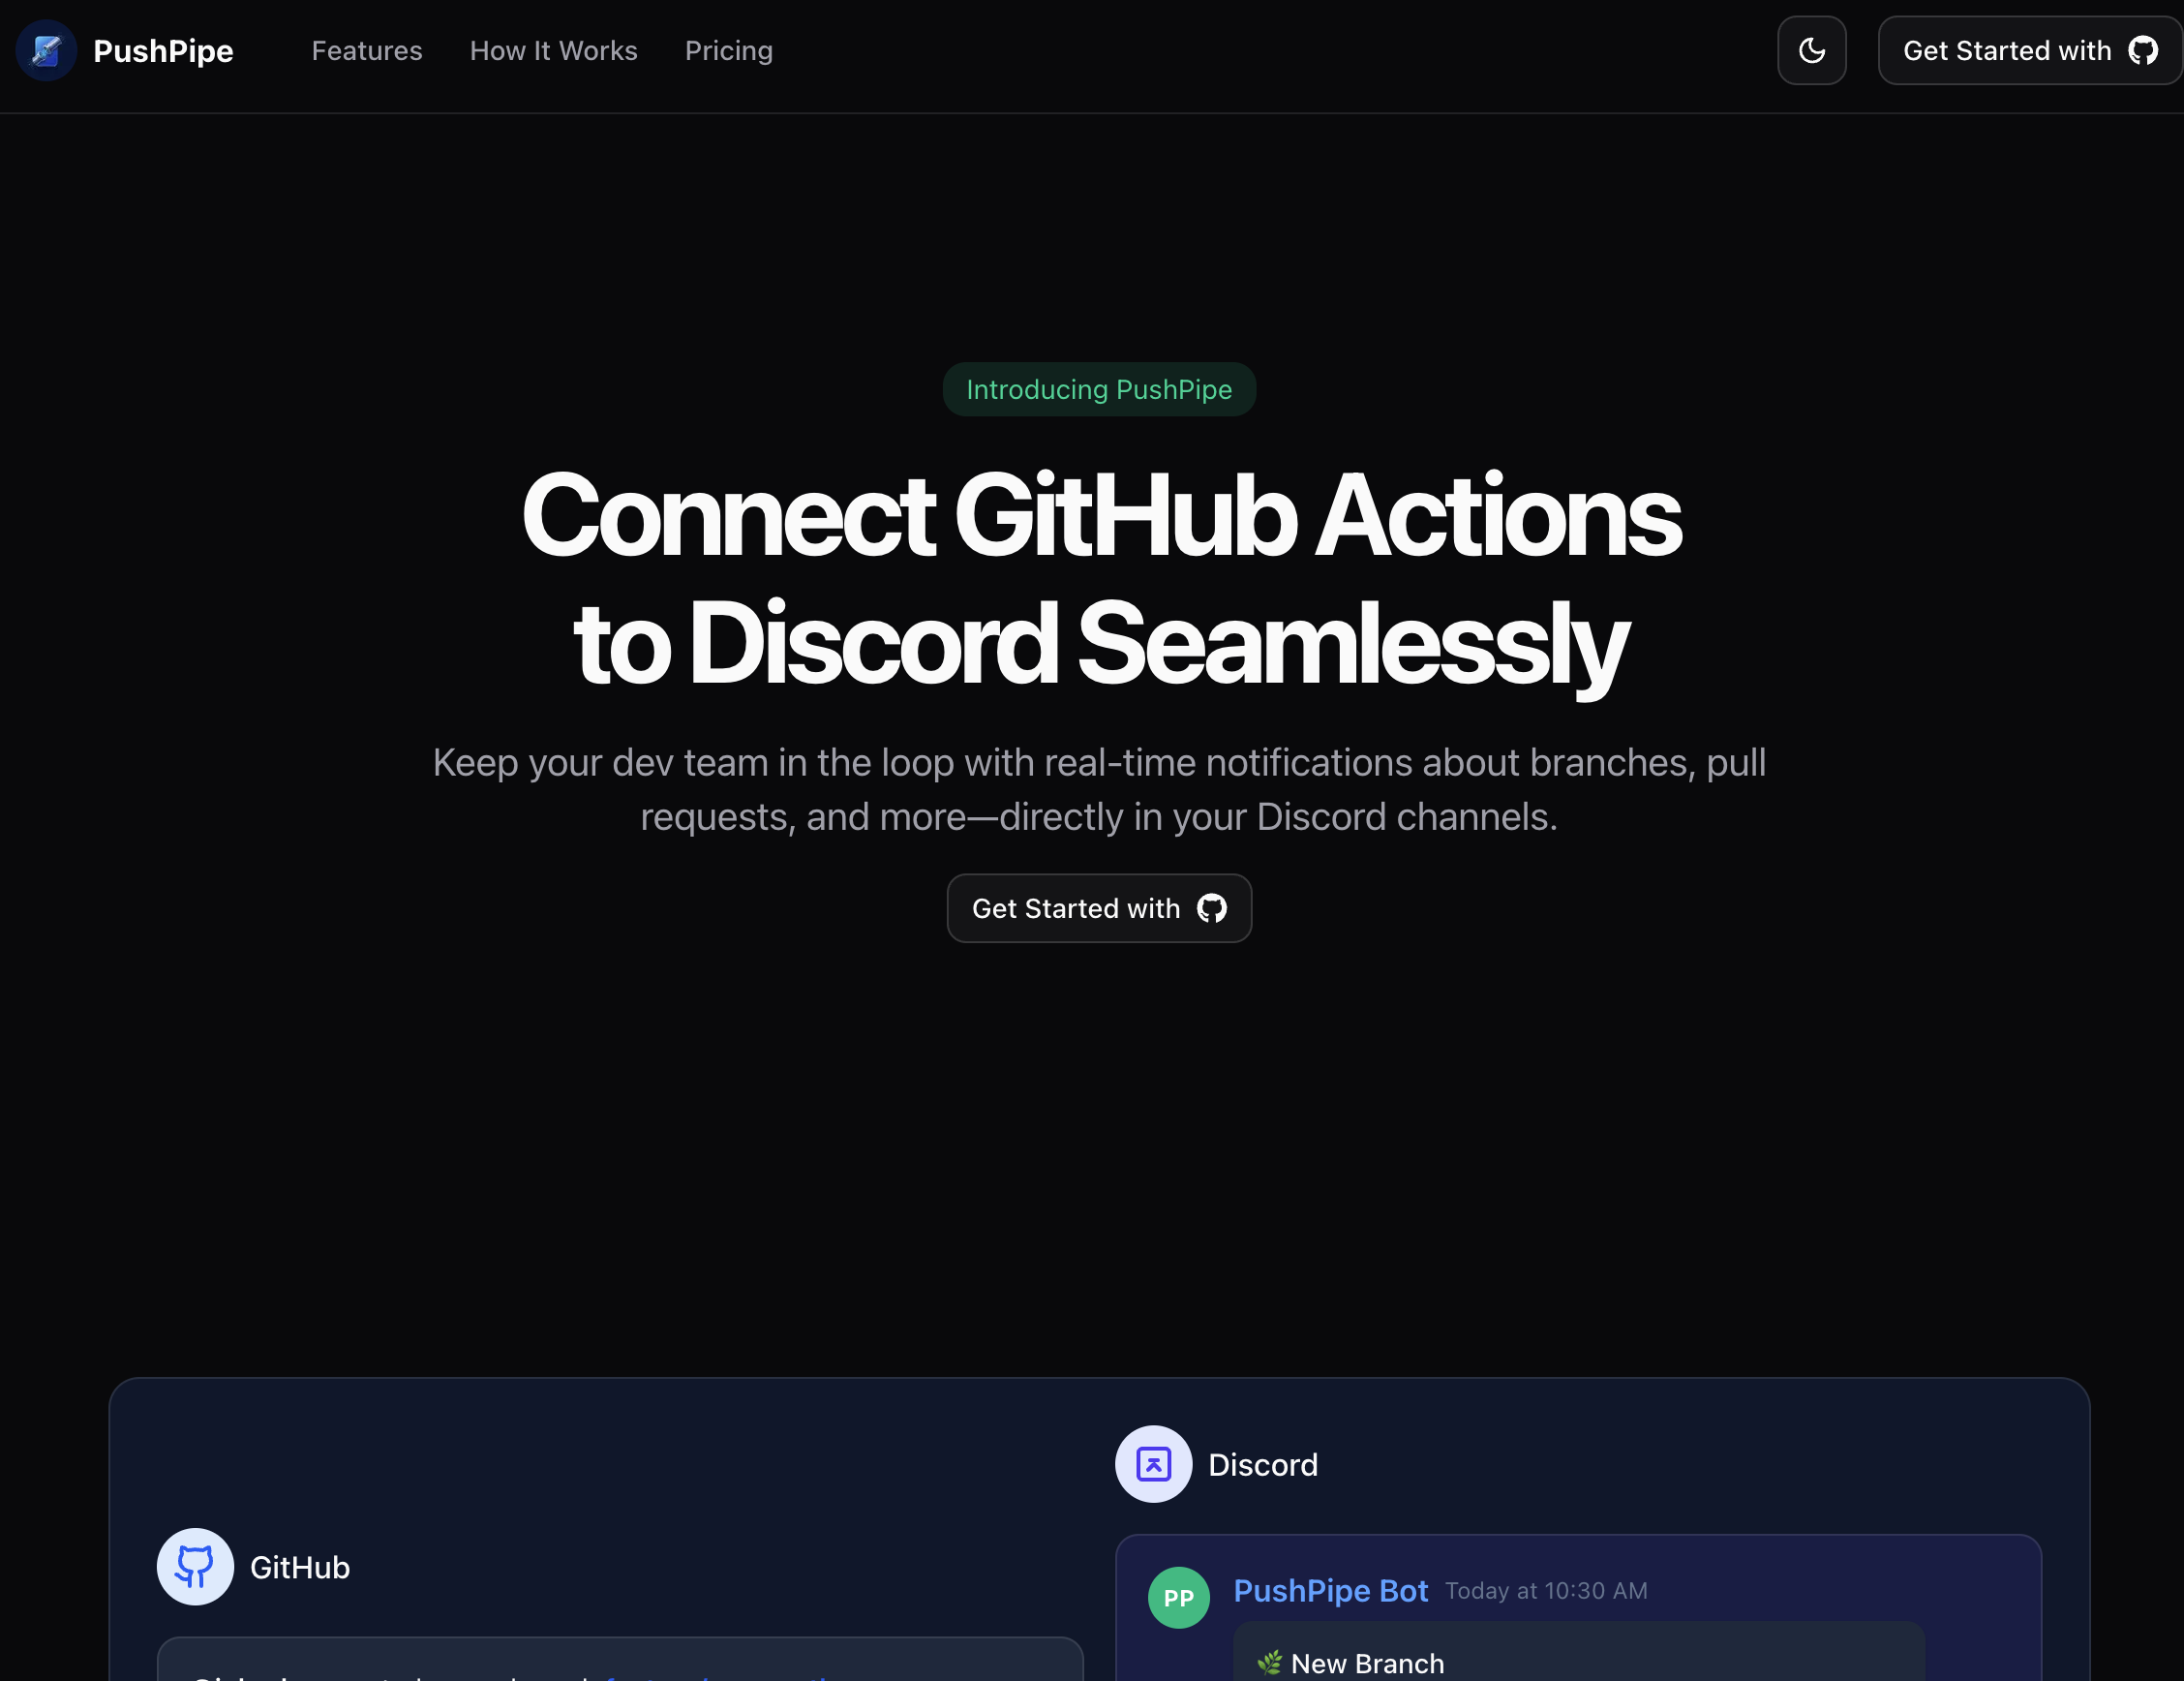 PushPipe
Features
How It Works
Pricing
Get Started with
Introducing PushPipe
Connect GitHub Actions
to Discord Seamlessly
Keep your dev team in the loop with real-time notifications about branches, pull
requests, and more—directly in your Discord channels.
Get Started with
Discord
GitHub
PP
PushPipe Bot Today at 10:30 AM
🌿 New Branch